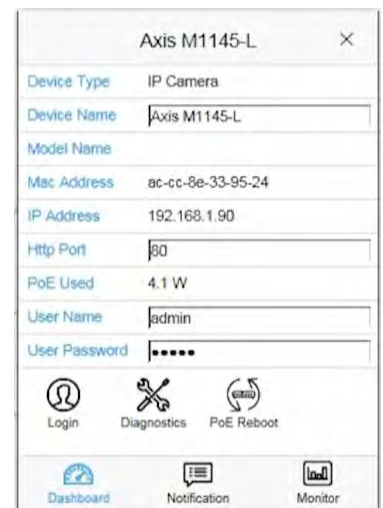 Axis M1145-L
Device Type IP Camera
Device Name Axis M1145-L
Model Name
Mac Address ac-cc-8e-33-95-24
IP Address 192.168.1.90
Http Port 80
PoE Used 4.1 W
User Name admin
User Password •••••
Login Diagnostics PoE Reboot
Dashboard Notification Monitor